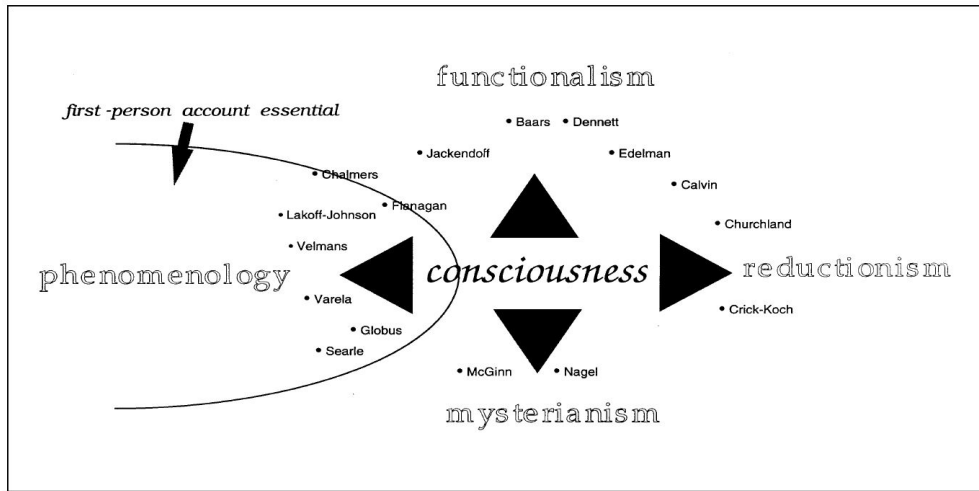 functionalism
first-person account essential
• Baars • Dennett
• Jackendoff
• Edelman
• Chalmers
• Calvin
• Flanagan
• Lakoff-Johnson
• Churchland
• Velmans
phenomenology
consciousness
reductionism
• Varela
• Crick-Koch
• Globus
• Searle
• McGinn • Nagel
mysterianism